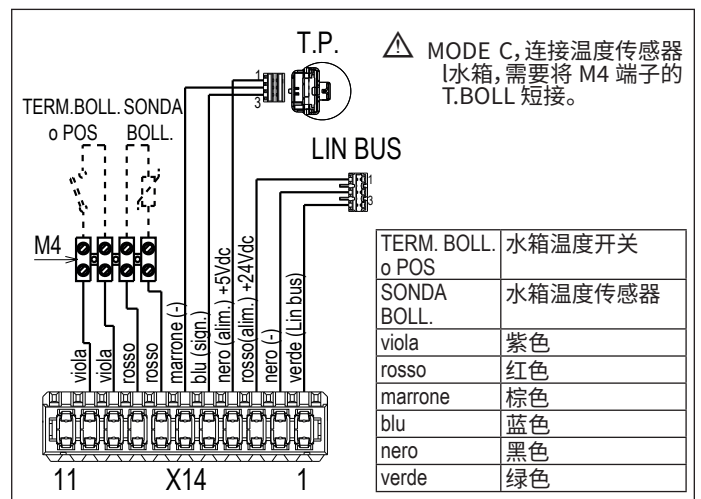 T.P.
1
3
⚠ MODE C,连接温度传感器
l水箱,需要将 M4 端子的
T.BOLL 短接。
TERM.BOLL.
o POS
SONDA
BOLL.
LIN BUS
1
3
M4
viola
viola
rosso
rosso
marrone (-)
blu (sign.)
nero (alim.) +5Vdc
rosso(alim.) +24Vdc
nero (-)
verde (Lin bus)
11
X14
1
TERM. BOLL. o POS 水箱温度开关
SONDA BOLL. 水箱温度传感器
viola 紫色
rosso 红色
marrone 棕色
blu 蓝色
nero 黑色
verde 绿色